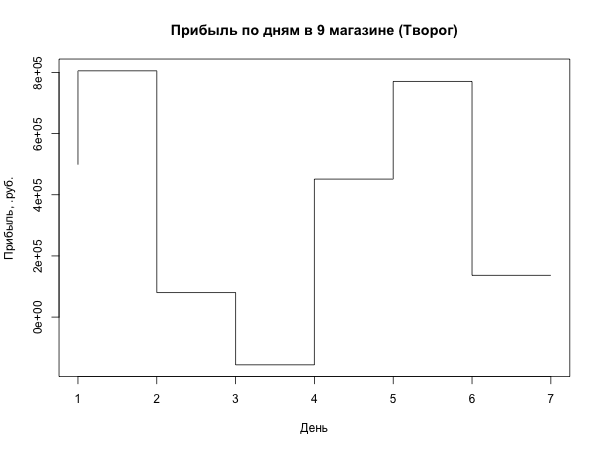 Прибыль по дням в 9 магазине (Творог)
Прибыль, .руб.
8e+05
6e+05
4e+05
2e+05
0e+00
1 2 3 4 5 6 7
День